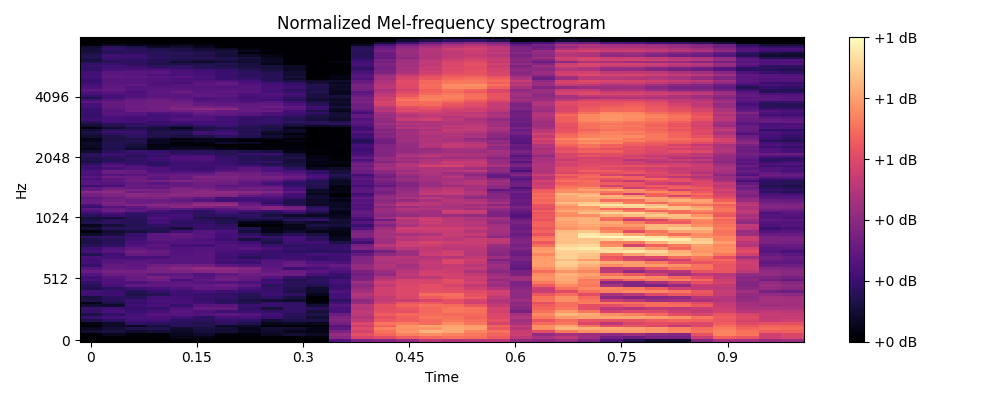 Normalized Mel-frequency spectrogram
Hz
4096
2048
1024
512
0
0 0.15 0.3 0.45 0.6 0.75 0.9
Time
+1 dB
+1 dB
+1 dB
+0 dB
+0 dB
+0 dB